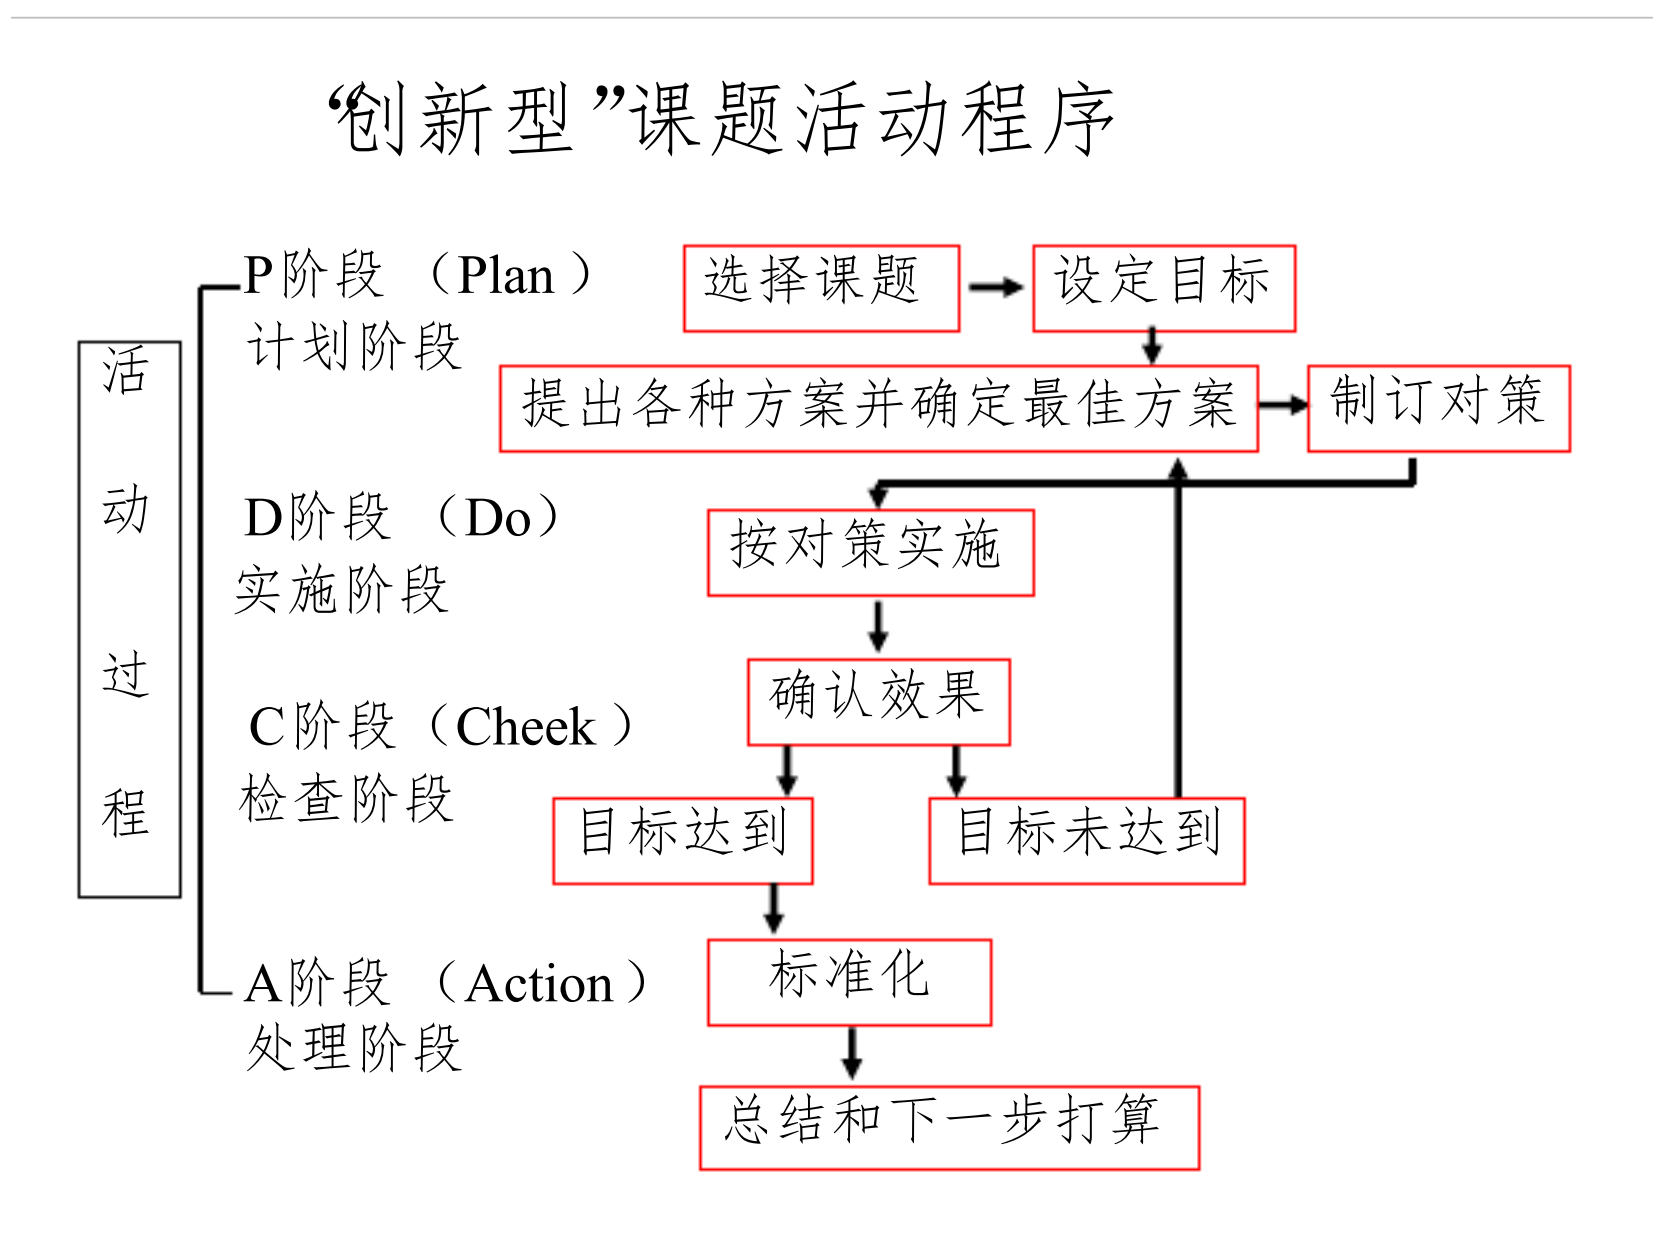 “创新型”课题活动程序
活动过程
P阶段 （Plan ）
计划阶段
选择课题
设定目标
提出各种方案并确定最佳方案
制订对策
D阶段 （Do）
实施阶段
按对策实施
C阶段（Cheek ）
检查阶段
确认效果
目标达到
目标未达到
A阶段 （Action ）
处理阶段
标准化
总结和下一步打算